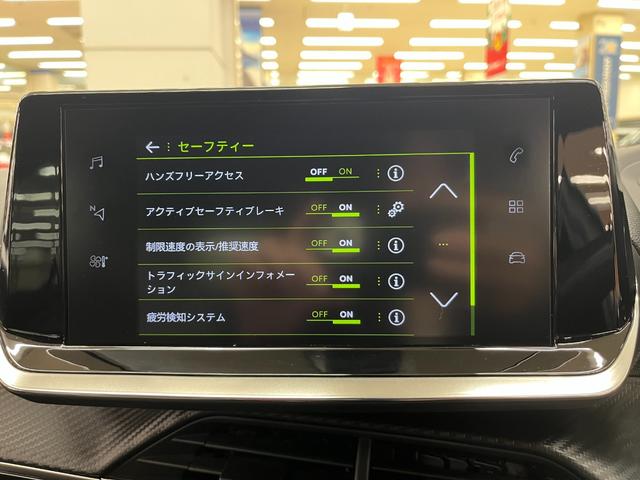 セーフティー
ハンズフリーアクセス OFF ON
アクティブセーフティブレーキ OFF ON
制限速度の表示/推奨速度 OFF ON
トラフィックサインインフォメー
ション OFF ON
疲労検知システム OFF ON
N